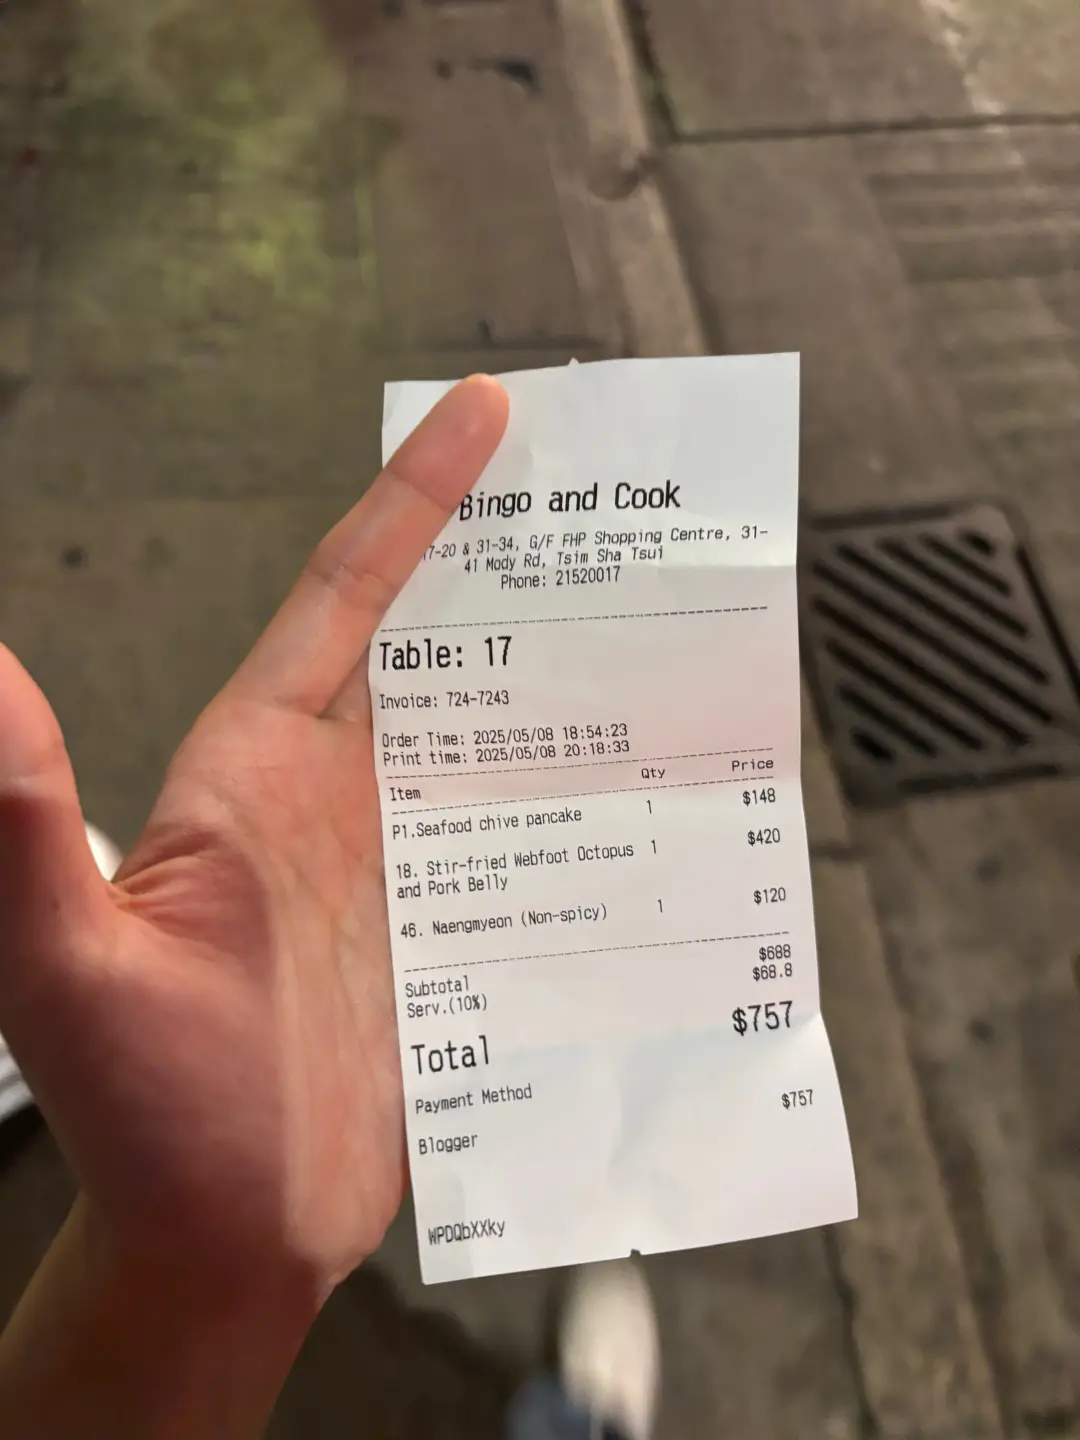 Bingo and Cook
7-20 & 31-34, G/F FHP Shopping Centre, 31-
41 Mody Rd, Tsim Sha Tsui
Phone: 21520017
Table: 17
Invoice: 724-7243
Order Time: 2025/05/08 18:54:23
Print time: 2025/05/08 20:18:33
Item Qty Price
P1.Seafood chive pancake 1 $148
18. Stir-fried Webfoot Octopus 1 $420
and Pork Belly
46. Naengmyeon (Non-spicy) 1 $120
Subtotal $688
Serv.(10%) $68.8
Total $757
Payment Method
Blogger $757
WPDQbXXky